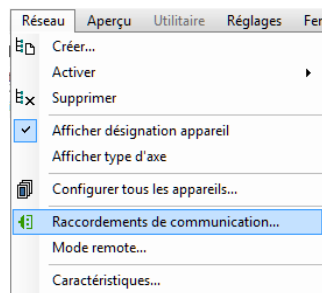 Réseau Aperçu Utilitaire Réglages Fer
Créer...
Activer
Supprimer
Afficher désignation appareil
Afficher type d'axe
Configurer tous les appareils...
Raccordements de communication...
Mode remote...
Caractéristiques...